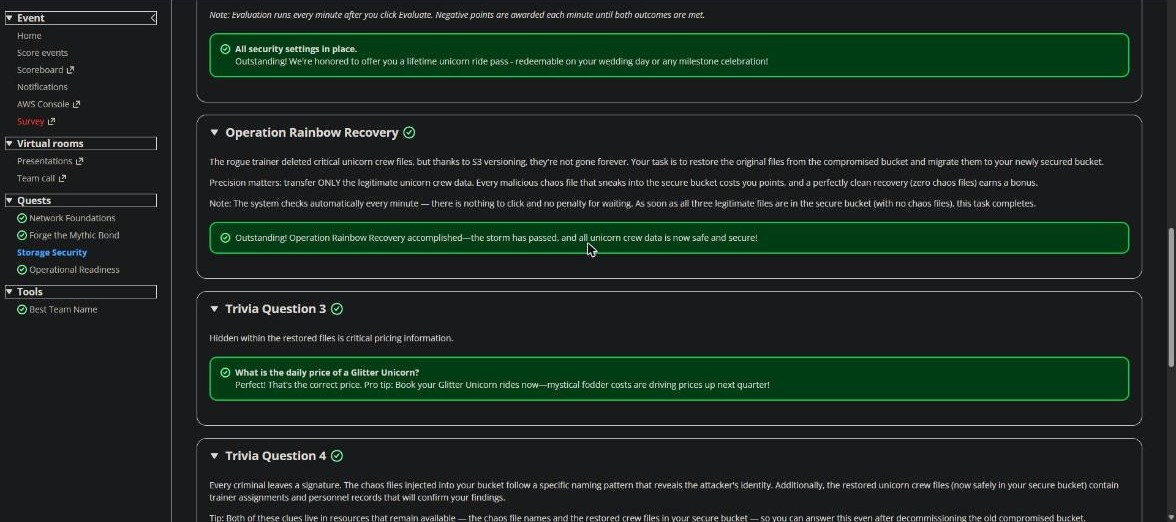 Event
Home
Score events
Scoreboard
Notifications
AWS Console
Survey
Virtual rooms
Presentations
Team call
Quests
Network Foundations
Forge the Mythic Bond
Storage Security
Operational Readiness
Tools
Best Team Name
Note: Evaluation runs every minute after you click Evaluate. Negative points are awarded each minute until both outcomes are met.
All security settings in place.
Outstanding! We're honored to offer you a lifetime unicorn ride pass - redeemable on your wedding day or any milestone celebration!
Operation Rainbow Recovery
The rogue trainer deleted critical unicorn crew files, but thanks to S3 versioning, they're not gone forever. Your task is to restore the original files from the compromised bucket and migrate them to your newly secured bucket.
Precision matters: transfer ONLY the legitimate unicorn crew data. Every malicious chaos file that sneaks into the secure bucket costs you points, and a perfectly clean recovery (zero chaos files) earns a bonus.
Note: The system checks automatically every minute — there is nothing to click and no penalty for waiting. As soon as all three legitimate files are in the secure bucket (with no chaos files), this task completes.
Outstanding! Operation Rainbow Recovery accomplished—the storm has passed, and all unicorn crew data is now safe and secure!
Trivia Question 3
Hidden within the restored files is critical pricing information.
What is the daily price of a Glitter Unicorn?
Perfect! That's the correct price. Pro tip: Book your Glitter Unicorn rides now—mystical fodder costs are driving prices up next quarter!
Trivia Question 4
Every criminal leaves a signature. The chaos files injected into your bucket follow a specific naming pattern that reveals the attacker's identity. Additionally, the restored unicorn crew files (now safely in your secure bucket) contain
trainer assignments and personnel records that will confirm your findings.
Tip: Both of these clues live in resources that remain available — the chaos file names and the restored crew files in your secure bucket — so you can answer this even after decommissioning the old compromised bucket.